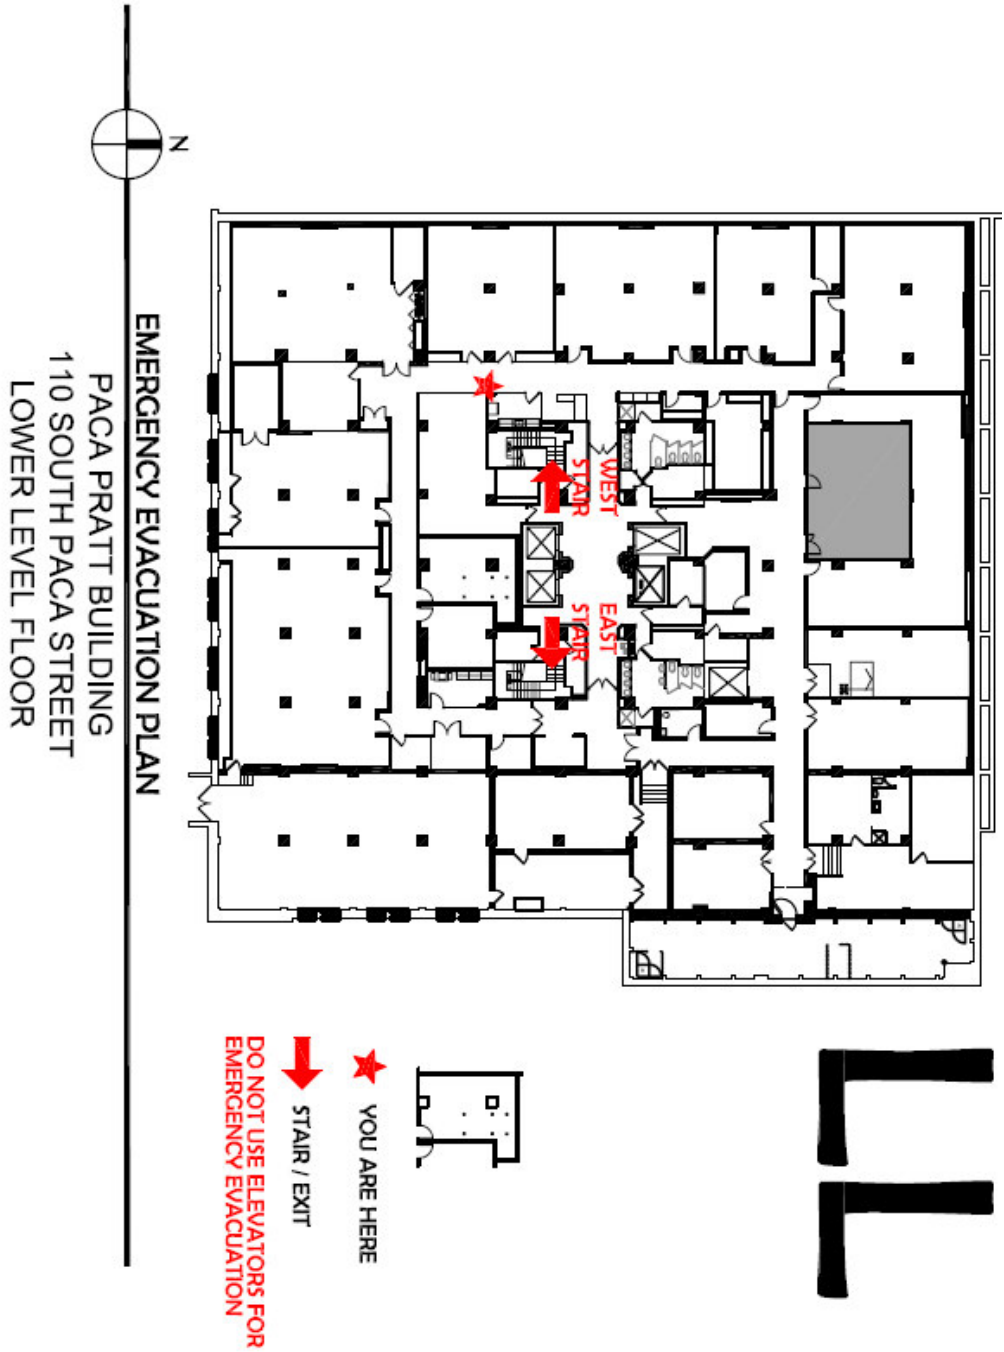 N
EMERGENCY EVACUATION PLAN
PACA PRATT BUILDING
110 SOUTH PACA STREET
LOWER LEVEL FLOOR
WEST
STAIR
EAST
STAIR
LL
YOU ARE HERE
STAIR / EXIT
DO NOT USE ELEVATORS FOR
EMERGENCY EVACUATION